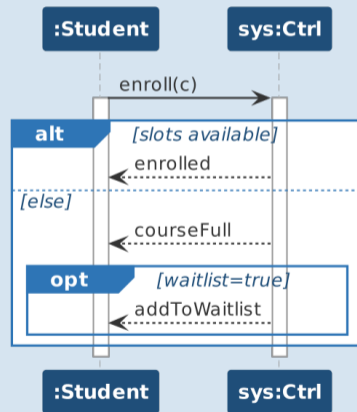 :Student sys:Ctrl
enroll(c)
alt [slots available]
enrolled
[else]
courseFull
opt [waitlist=true]
addToWaitlist
:Student sys:Ctrl